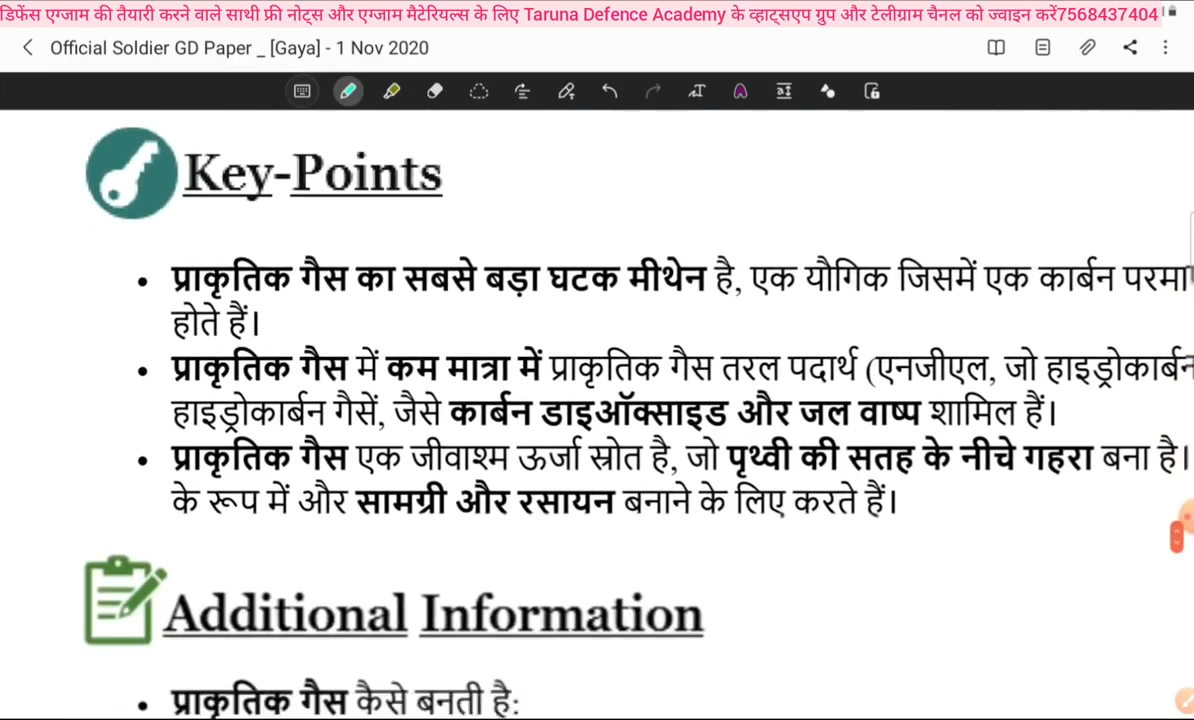 डिफेंस एग्जाम की तैयारी करने वाले साथी फ्री नोट्स और एग्जाम मैटेरियल्स के लिए Taruna Defence Academy के व्हाट्सएप ग्रुप और टेलीग्राम चैनल को ज्वाइन करें7568437404
Official Soldier GD Paper _ [Gaya] - 1 Nov 2020
Key-Points
• प्राकृतिक गैस का सबसे बड़ा घटक मीथेन है, एक यौगिक जिसमें एक कार्बन परमा
होते हैं।
• प्राकृतिक गैस में कम मात्रा में प्राकृतिक गैस तरल पदार्थ (एनजीएल, जो हाइड्रोकार्बन
हाइड्रोकार्बन गैसें, जैसे कार्बन डाइऑक्साइड और जल वाष्प शामिल हैं।
• प्राकृतिक गैस एक जीवाश्म ऊर्जा स्रोत है, जो पृथ्वी की सतह के नीचे गहरा बना है।
के रूप में और सामग्री और रसायन बनाने के लिए करते हैं।
Additional Information
• प्राकृतिक गैस कैसे बनती है: